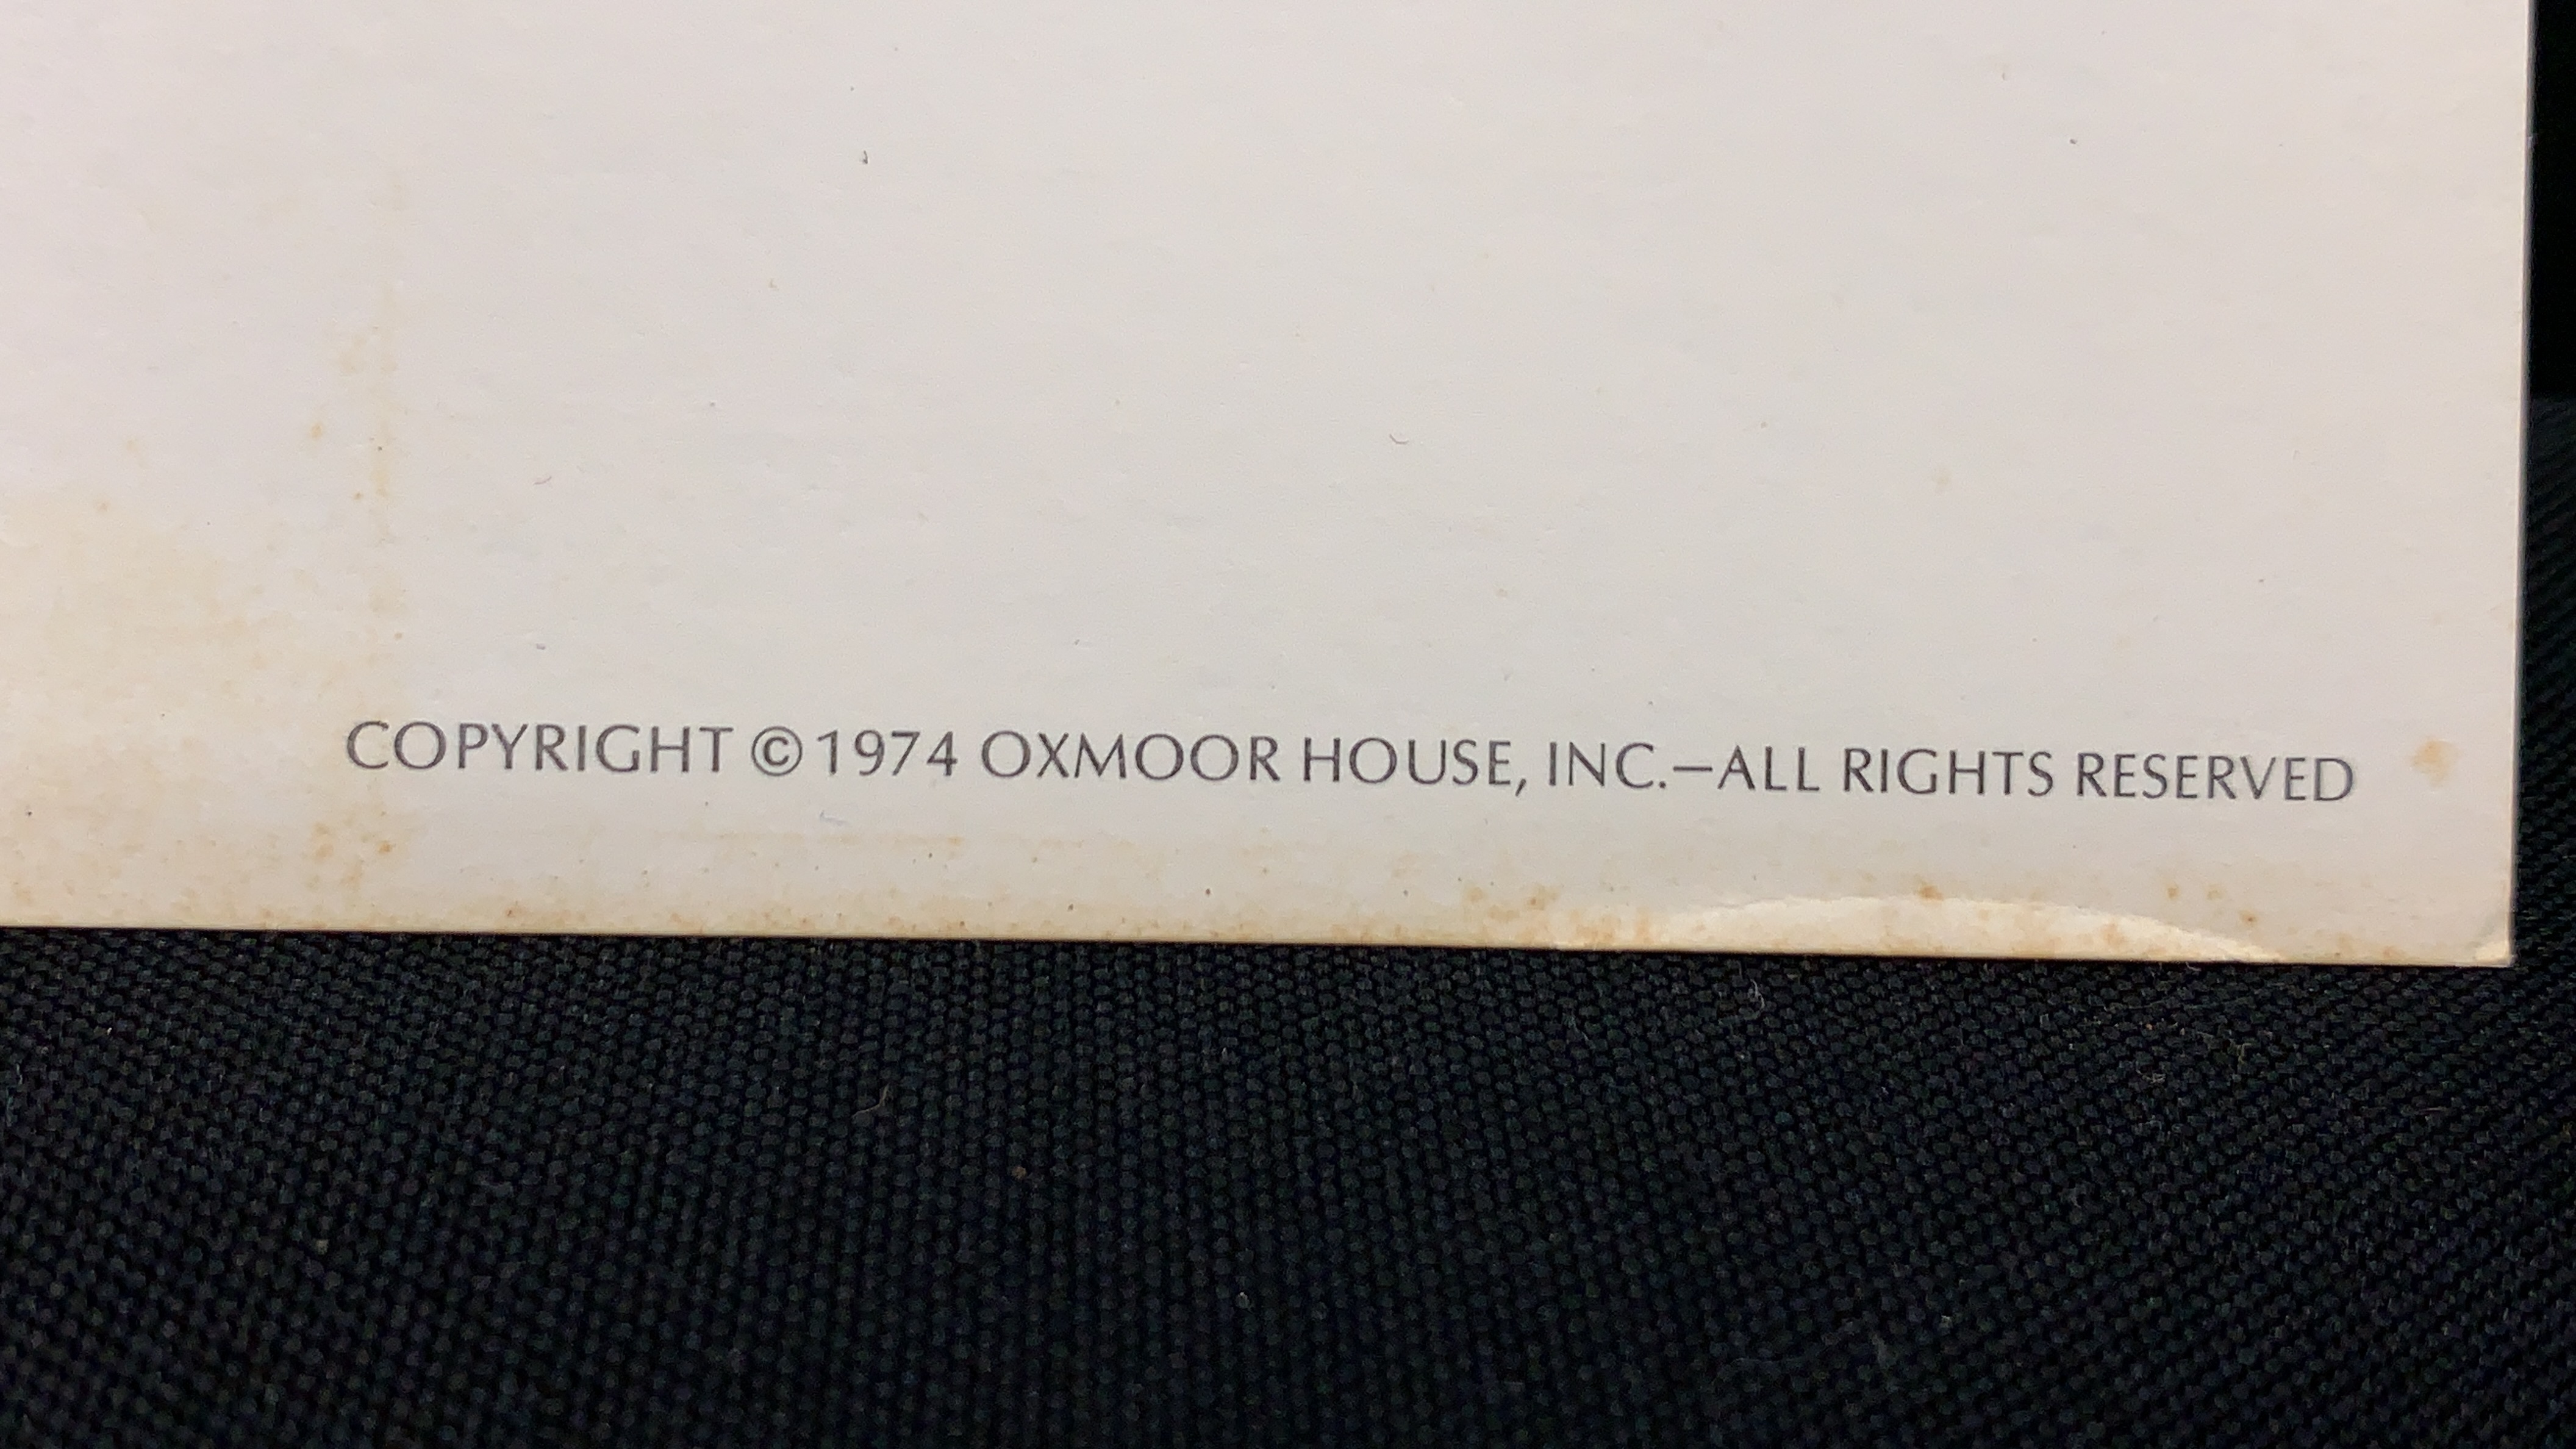 COPYRIGHT ©1974 OXMOOR HOUSE, INC.—ALL RIGHTS RESERVED